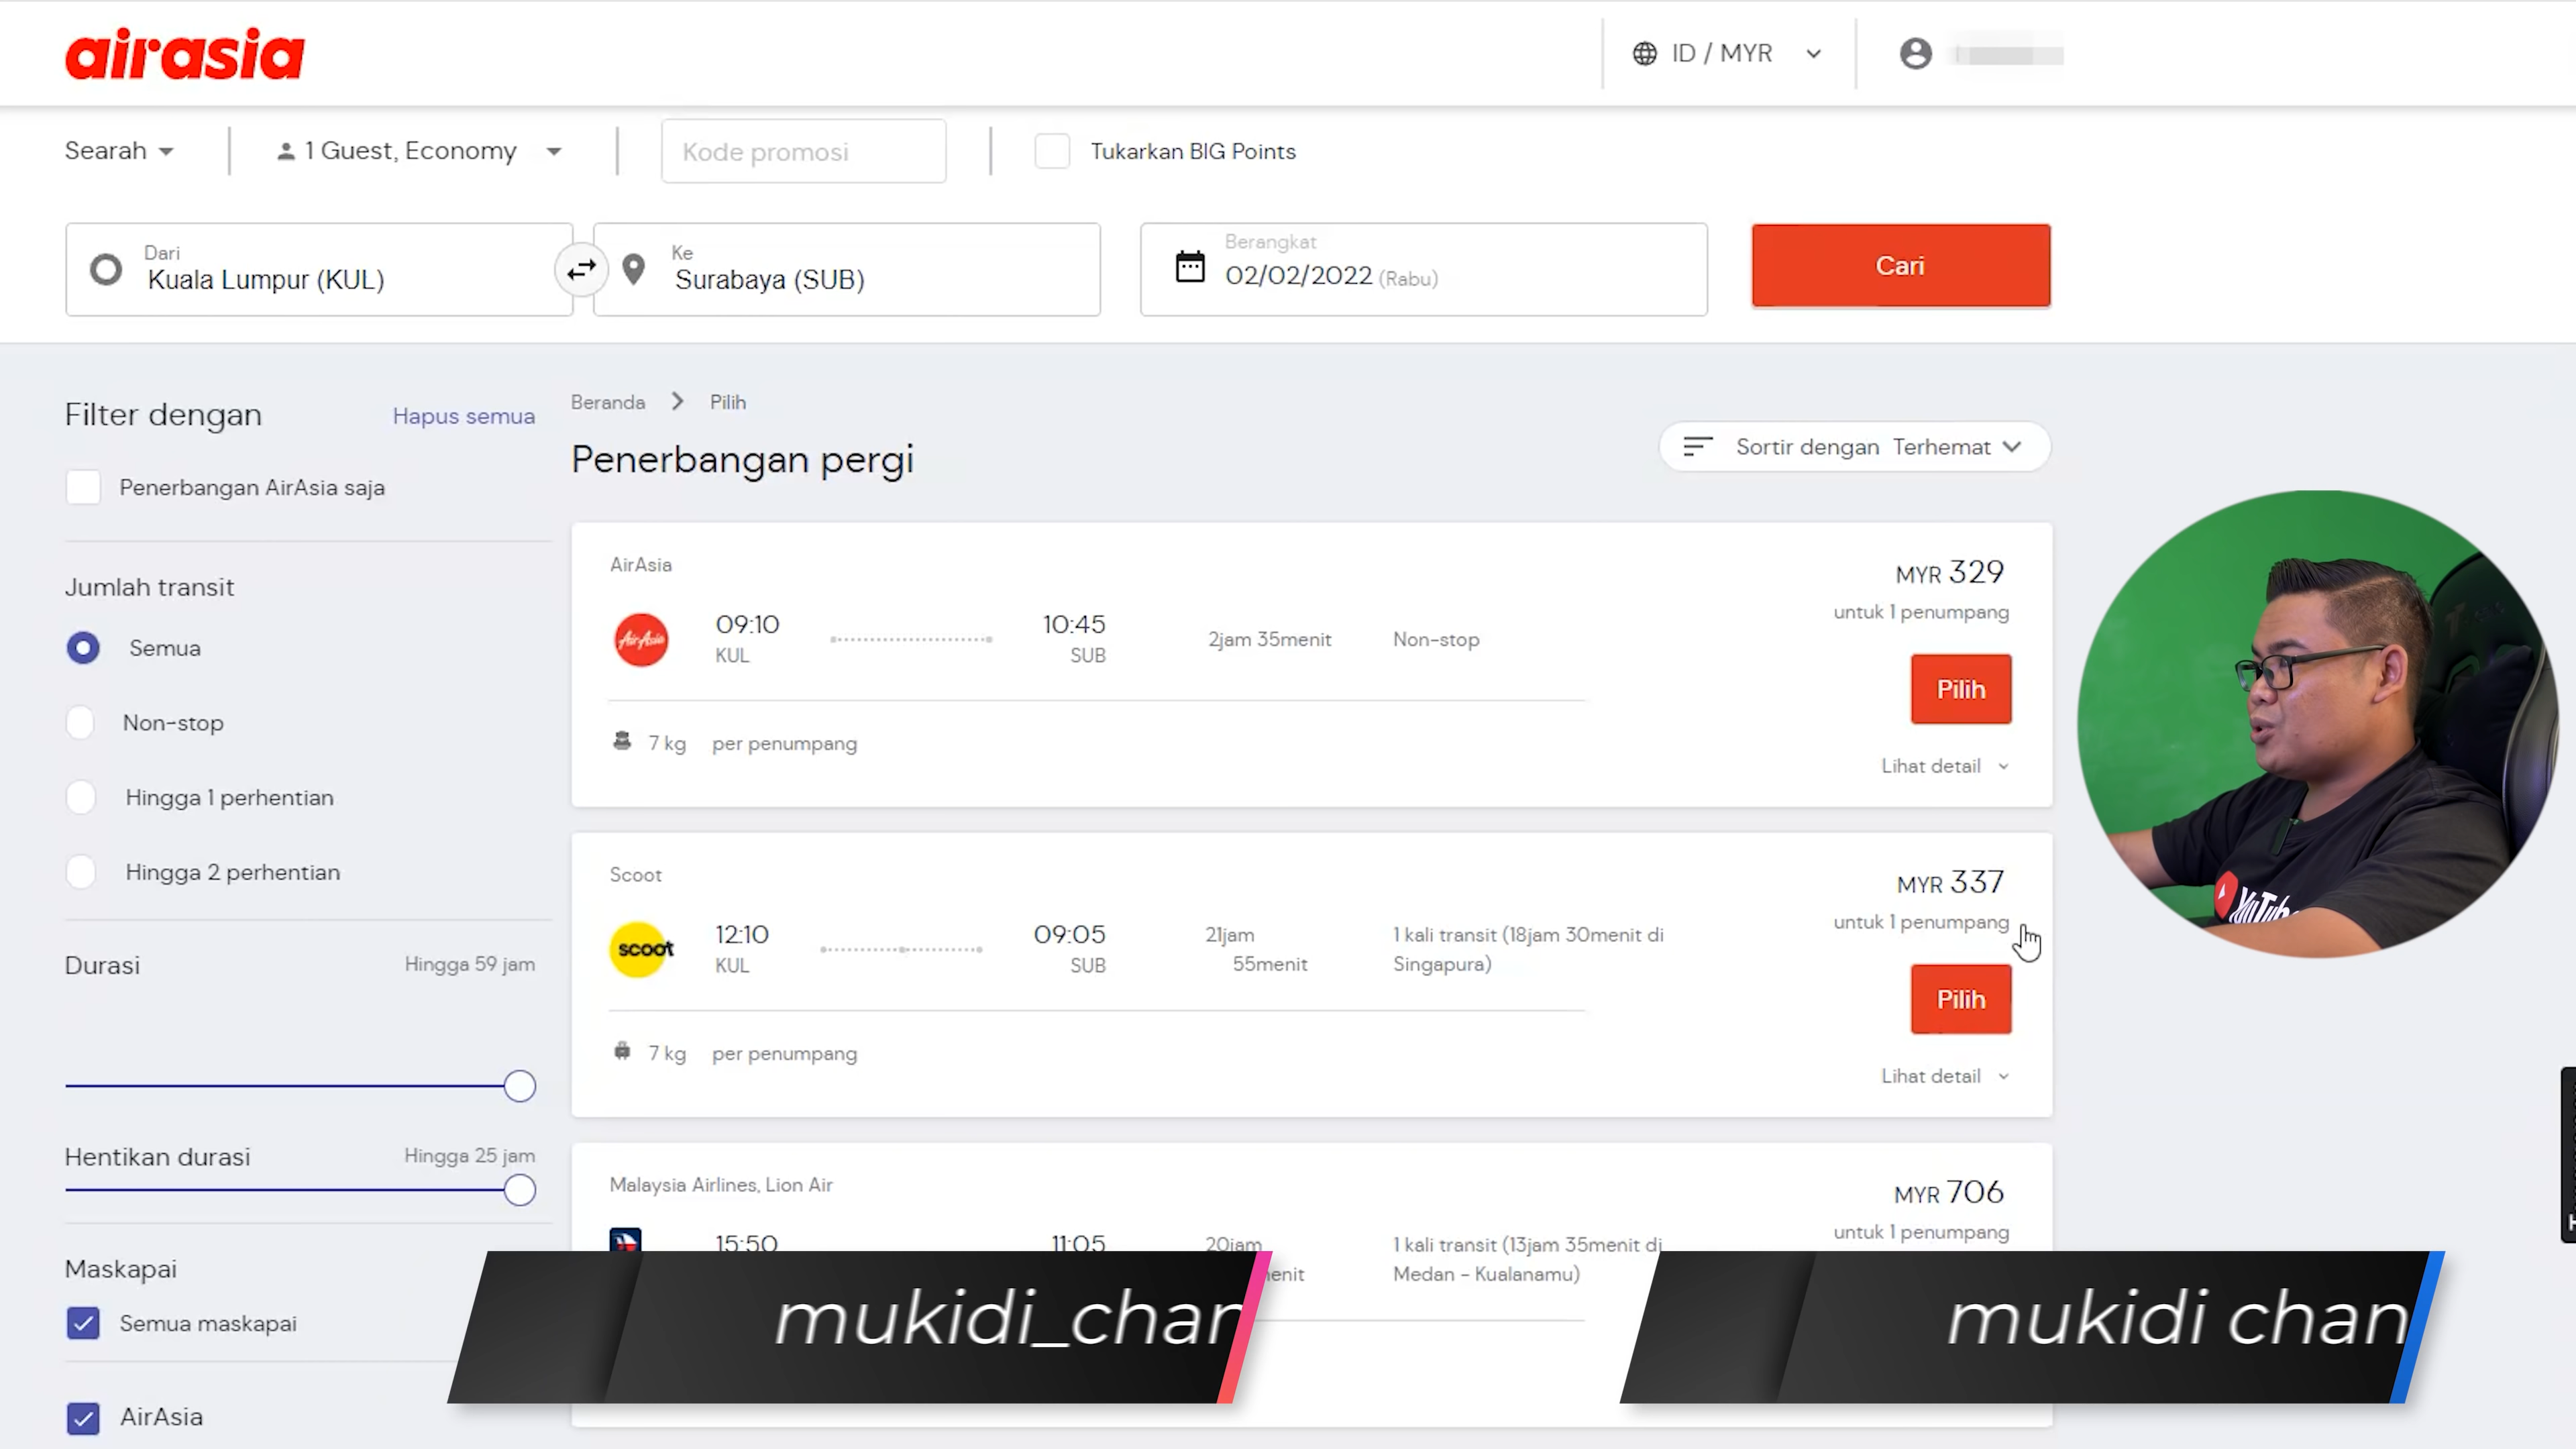 airasia
ID / MYR
Searah
1 Guest, Economy
Kode promosi
Tukarkan BIG Points
Dari
Kuala Lumpur (KUL)
Ke
Surabaya (SUB)
Berangkat
02/02/2022 (Rabu)
Cari
Filter dengan
Hapus semua
Penerbangan AirAsia saja
Jumlah transit
Semua
Non-stop
Hingga 1 perhentian
Hingga 2 perhentian
Durasi
Hingga 59 jam
Hentikan durasi
Hingga 25 jam
Maskapai
Semua maskapai
AirAsia
Beranda > Pilih
Penerbangan pergi
Sortir dengan Terhemat
AirAsia
AirAsia
09:10
KUL
10:45
SUB
2jam 35menit
Non-stop
MYR 329
untuk 1 penumpang
Pilih
7 kg per penumpang
Lihat detail
Scoot
scoot
12:10
KUL
09:05
SUB
21jam
55menit
1 kali transit (18jam 30menit di
Singapura)
MYR 337
untuk 1 penumpang
Pilih
7 kg per penumpang
Lihat detail
Malaysia Airlines, Lion Air
15:50
11:05
20jam
1 kali transit (13jam 35menit di
Medan - Kualanamu)
MYR 706
untuk 1 penumpang
YouTube
mukidi_chan
mukidi chan